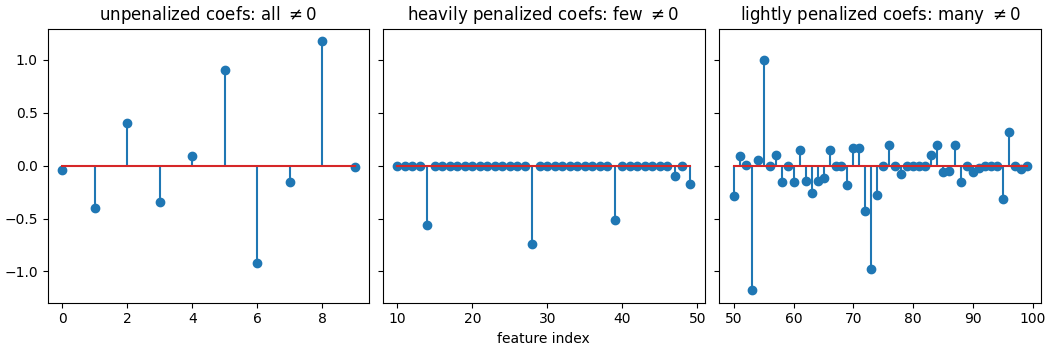 unpenalized coefs: all ≠0
heavily penalized coefs: few ≠0
lightly penalized coefs: many ≠0
1.0
0.5
0.0
−0.5
−1.0
0 2 4 6 8
10 20 30 40 50
50 60 70 80 90 100
feature index